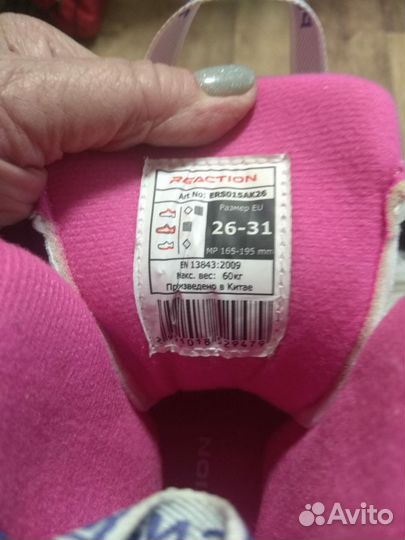 REACTION
Art No: ERS01SAK26
Размер EU
26-31
MP 165-195 mm
EN 13843:2009
Макс. вес: 60кг
Произведено в Китае
Avito